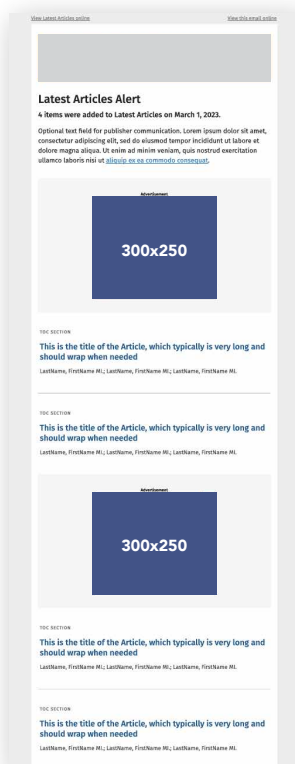 View Latest Articles online
View this email online
Latest Articles Alert
4 items were added to Latest Articles on March 1, 2023.
Optional text field for publisher communication. Lorem ipsum dolor sit amet,
consectetur adipiscing elit, sed do eiusmod tempor incididunt ut labore et
dolore magna aliqua. Ut enim ad minim veniam, quis nostrud exercitation
ullamco laboris nisi ut aliquip ex ea commodo consequat.
Advertisement
300x250
TOC SECTION
This is the title of the Article, which typically is very long and
should wrap when needed
LastName, FirstName MI.; LastName, FirstName MI.; LastName, FirstName MI.
TOC SECTION
This is the title of the Article, which typically is very long and
should wrap when needed
LastName, FirstName MI.; LastName, FirstName MI.; LastName, FirstName MI.
Advertisement
300x250
TOC SECTION
This is the title of the Article, which typically is very long and
should wrap when needed
LastName, FirstName MI.; LastName, FirstName MI.; LastName, FirstName MI.
TOC SECTION
This is the title of the Article, which typically is very long and
should wrap when needed
LastName, FirstName MI.; LastName, FirstName MI.; LastName, FirstName MI.